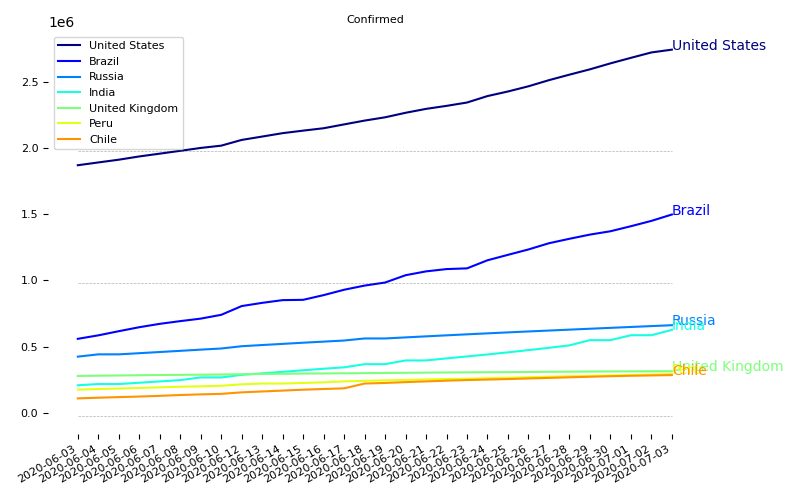 Confirmed
1e6
United States
Brazil
Russia
India
United Kingdom
Peru
Chile
2.5
2.0
1.5
1.0
0.5
0.0
United States
Brazil
Russia
India
United Kingdom
Chile
2020-06-03
2020-06-04
2020-06-05
2020-06-06
2020-06-07
2020-06-08
2020-06-09
2020-06-10
2020-06-12
2020-06-13
2020-06-14
2020-06-15
2020-06-16
2020-06-17
2020-06-18
2020-06-19
2020-06-20
2020-06-22
2020-06-23
2020-06-23
2020-06-24
2020-06-25
2020-06-26
2020-06-27
2020-06-28
2020-06-29
2020-06-30
2020-07-01
2020-07-02
2020-07-03